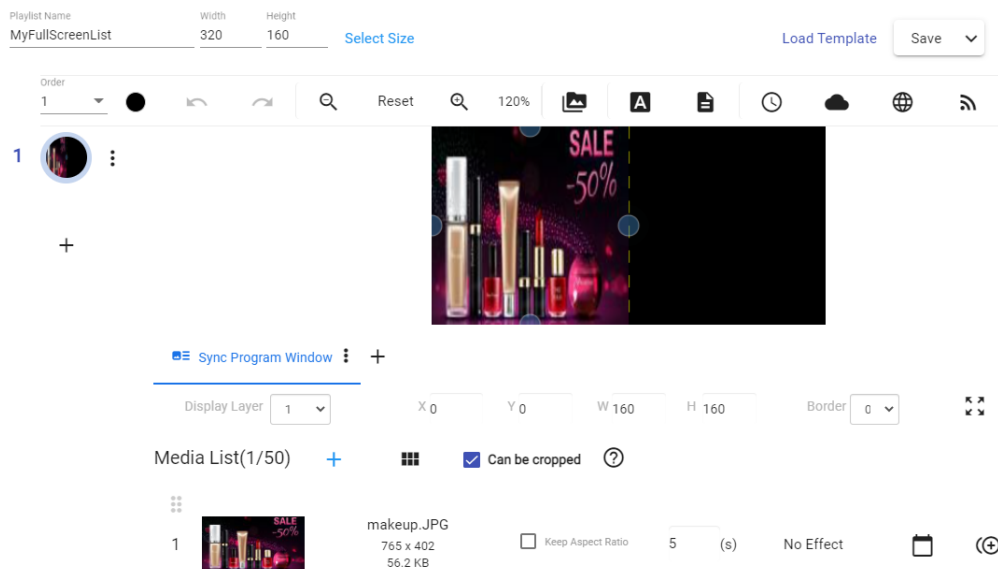 Playlist Name Width Height
MyFullScreenList 320 160 Select Size Load Template Save
Order
1 Reset 120% A
1
SALE
-50%
Sync Program Window
Display Layer 1 X 0 Y 0 W 160 H 160 Border 0
Media List(1/50) Can be cropped ?
SALE
-50%
makeup.JPG
1 765 x 402 Keep Aspect Ratio 5 (s) No Effect
56.2 KB